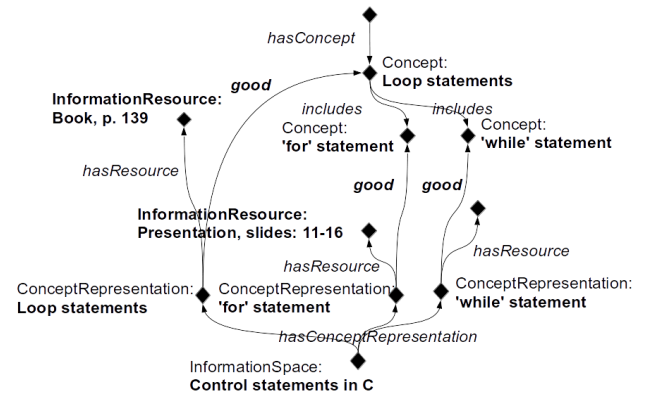 hasConcept
Concept:
Loop statements
good
InformationResource:
Book, p. 139
includes
includes
Concept:
'for' statement
Concept:
'while' statement
hasResource
good
good
InformationResource:
Presentation, slides: 11-16
hasResource
hasResource
ConceptRepresentation:
Loop statements
ConceptRepresentation:
'for' statement
ConceptRepresentation:
'while' statement
hasConceptRepresentation
InformationSpace:
Control statements in C